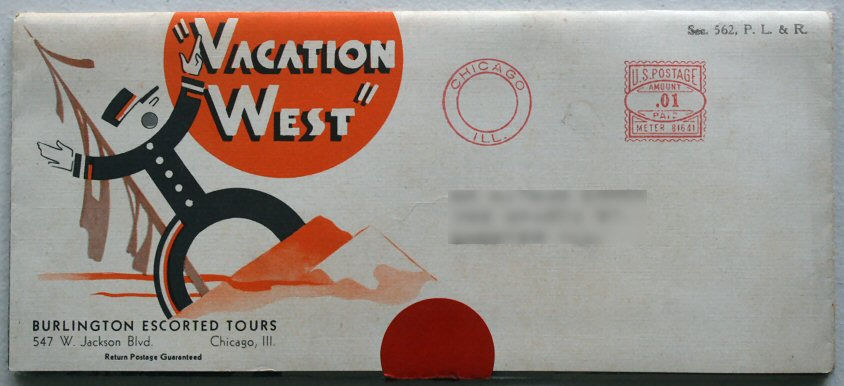 "VACATION
WEST"
Sec. 562, P. L. & R.
CHICAGO
ILL.
U.S.POSTAGE
AMOUNT
.01
PAID
METER 81641
BURLINGTON ESCORTED TOURS
547 W. Jackson Blvd. Chicago, Ill.
Return Postage Guaranteed